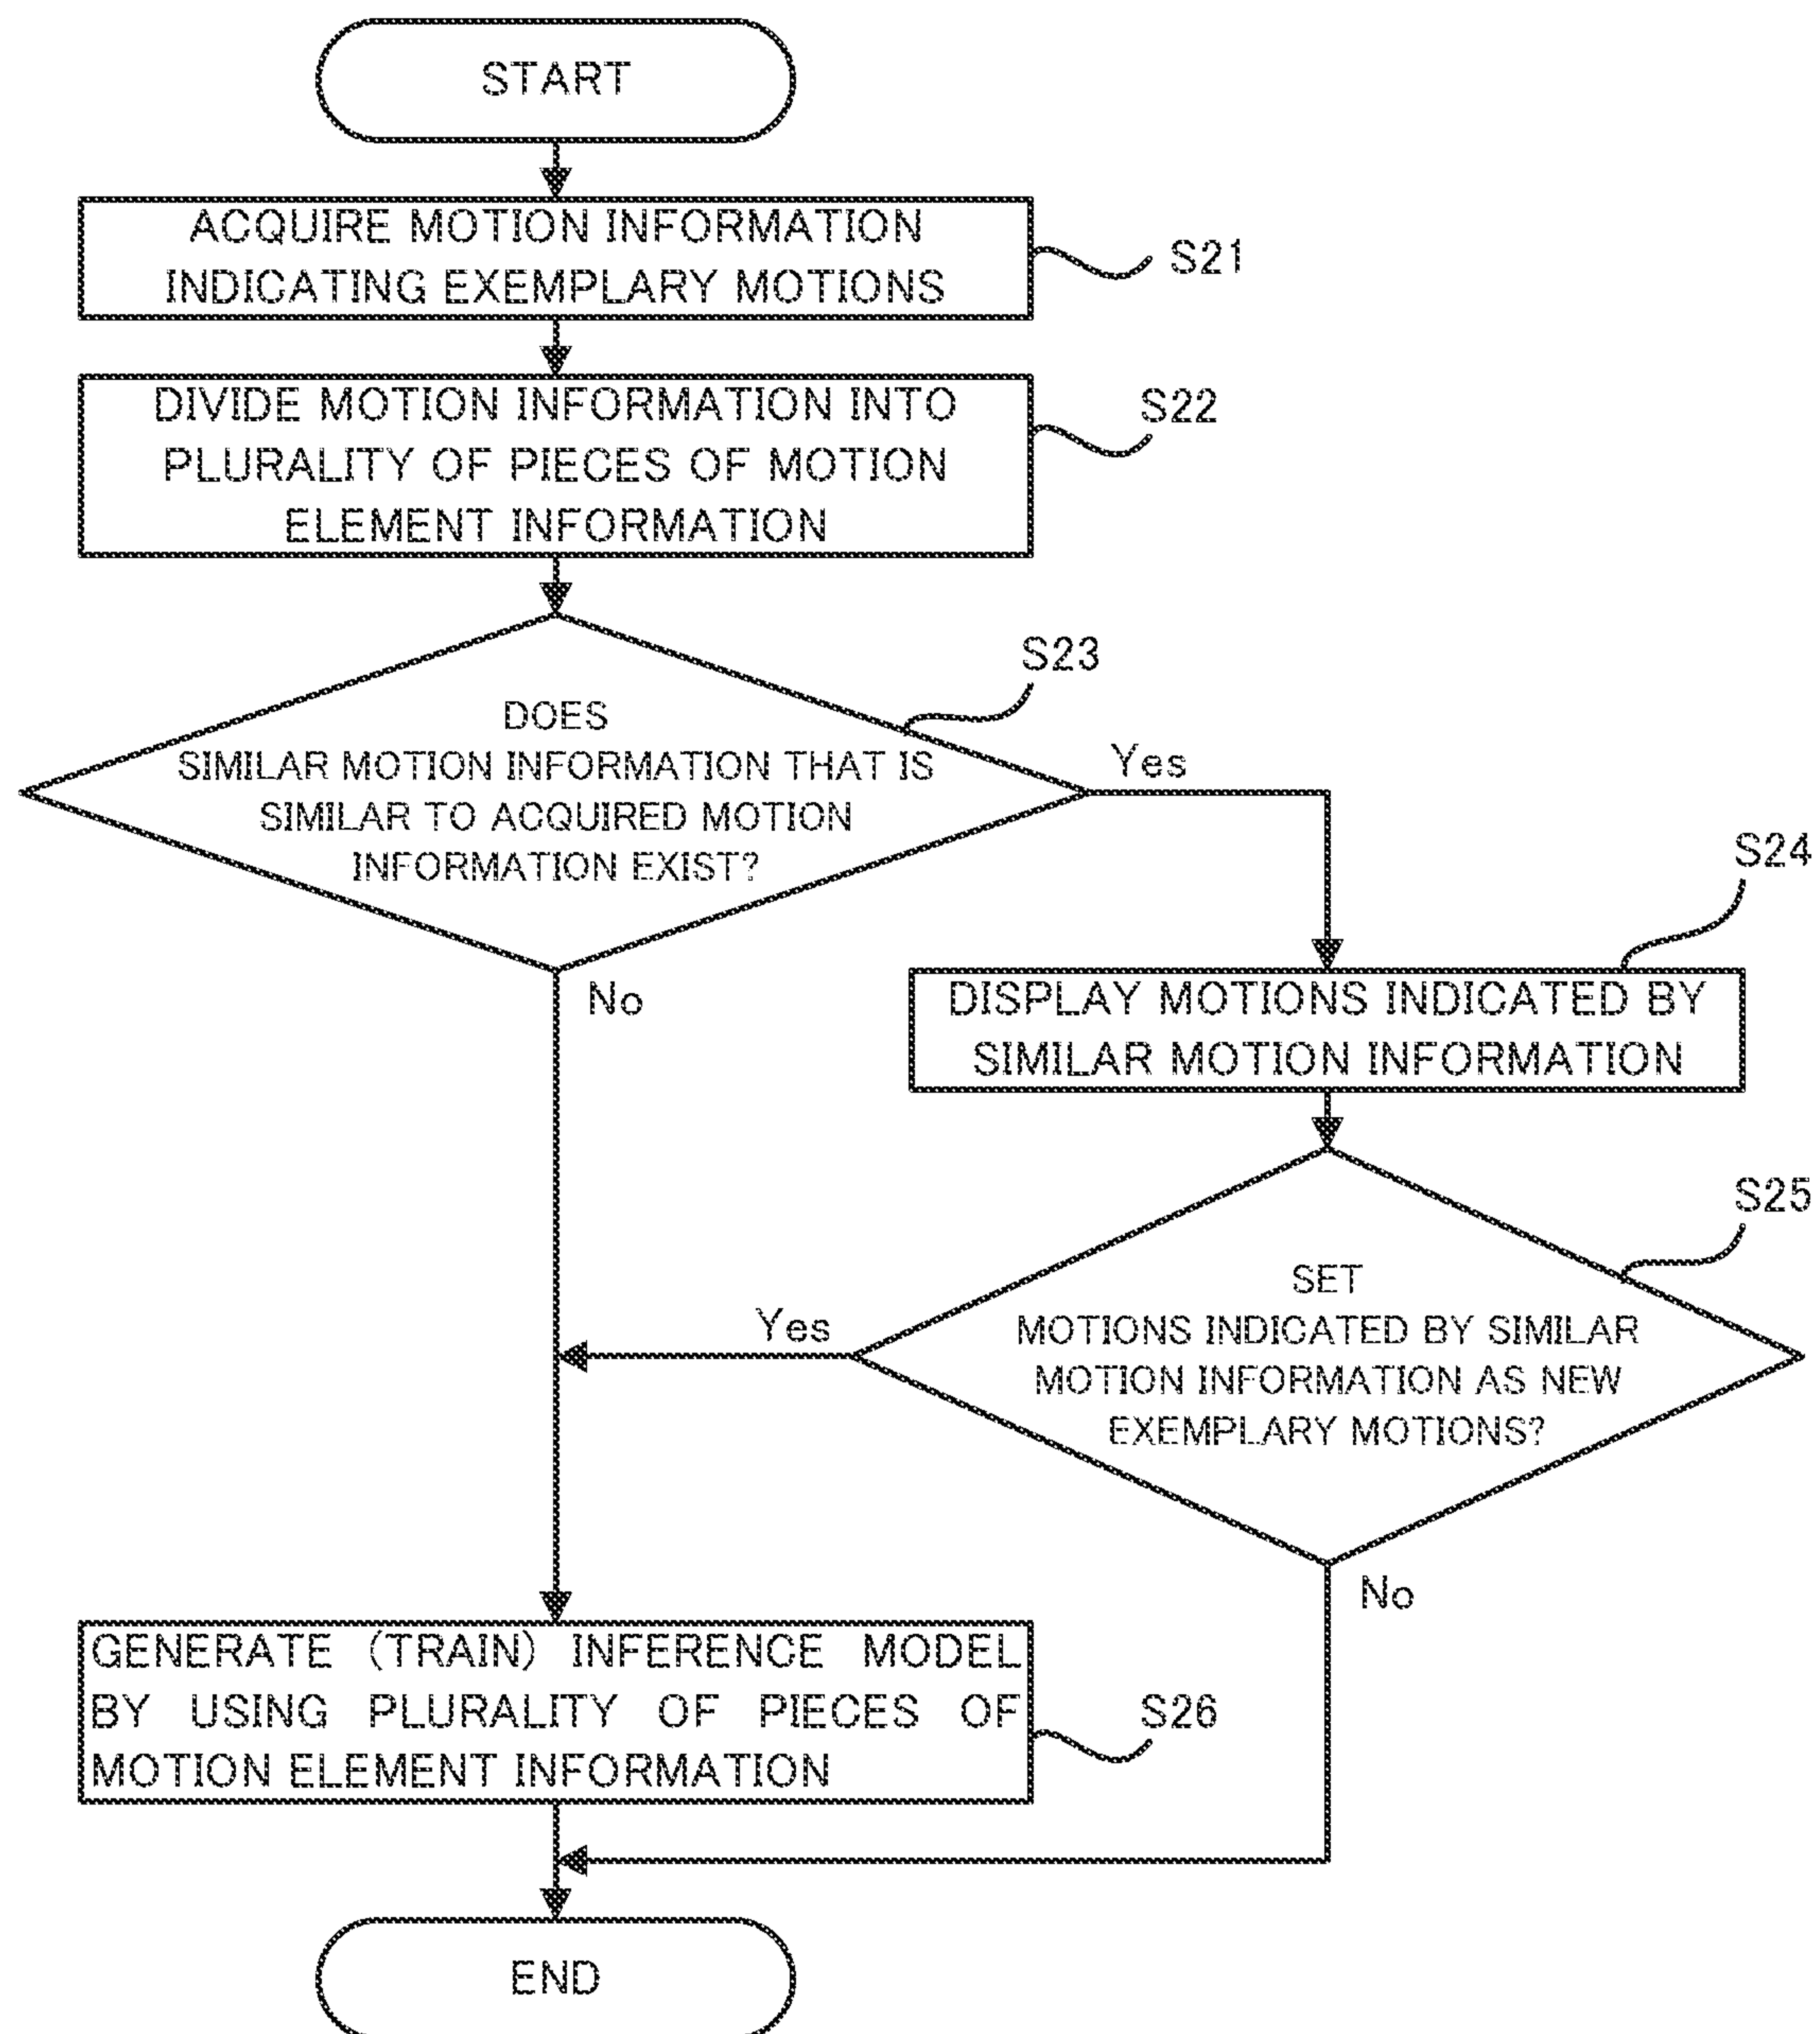 START
ACQUIRE MOTION INFORMATION
INDICATING EXEMPLARY MOTIONS
S21
DIVIDE MOTION INFORMATION INTO
PLURALITY OF PIECES OF MOTION
ELEMENT INFORMATION
S22
DOES
SIMILAR MOTION INFORMATION THAT IS
SIMILAR TO ACQUIRED MOTION
INFORMATION EXIST?
S23
Yes
No
S24
DISPLAY MOTIONS INDICATED BY
SIMILAR MOTION INFORMATION
S25
SET
MOTIONS INDICATED BY SIMILAR
MOTION INFORMATION AS NEW
EXEMPLARY MOTIONS?
Yes
No
GENERATE (TRAIN) INFERENCE MODEL
BY USING PLURALITY OF PIECES OF
MOTION ELEMENT INFORMATION
S26
END